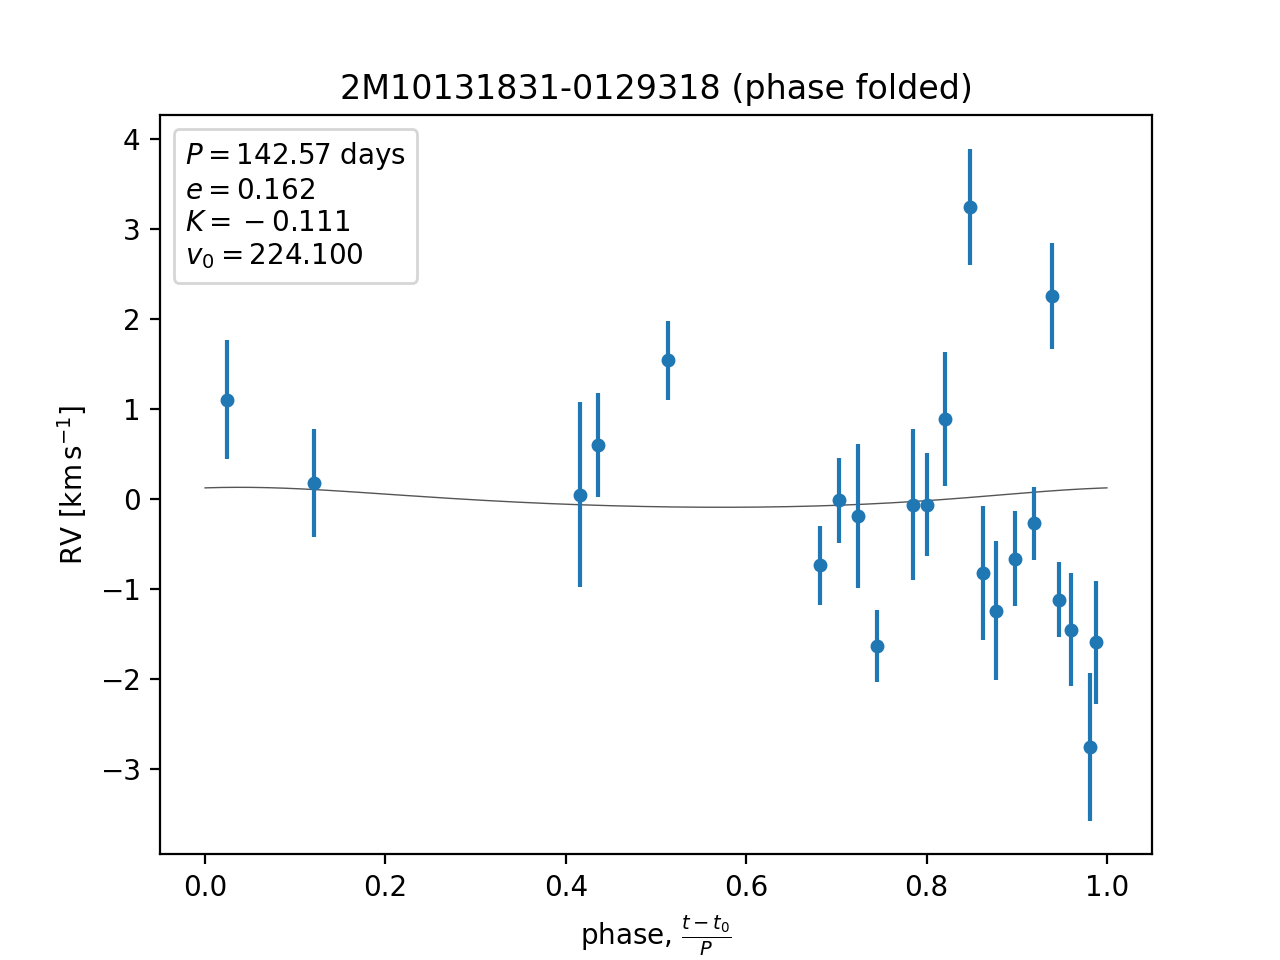 2M10131831-0129318 (phase folded)
P = 142.57 days
e = 0.162
K = −0.111
v₀ = 224.100
4
3
2
1
0
−1
−2
−3
RV [km s⁻¹]
0.0 0.2 0.4 0.6 0.8 1.0
phase, (t − t₀)/P